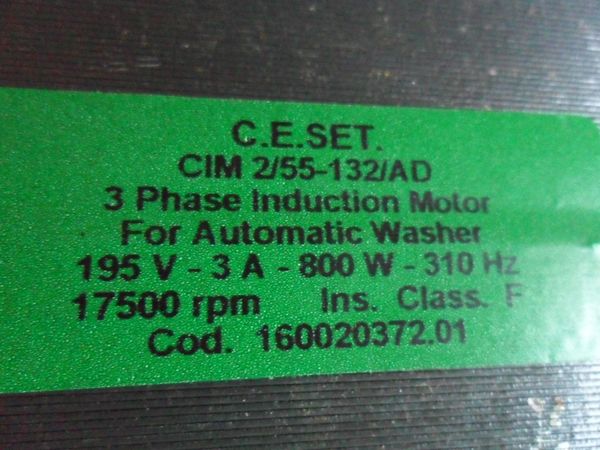 C.E.SET.
CIM 2/55-132/AD
3 Phase Induction Motor
For Automatic Washer
195 V - 3 A - 800 W - 310 Hz
17500 rpm Ins. Class. F
Cod. 160020372.01